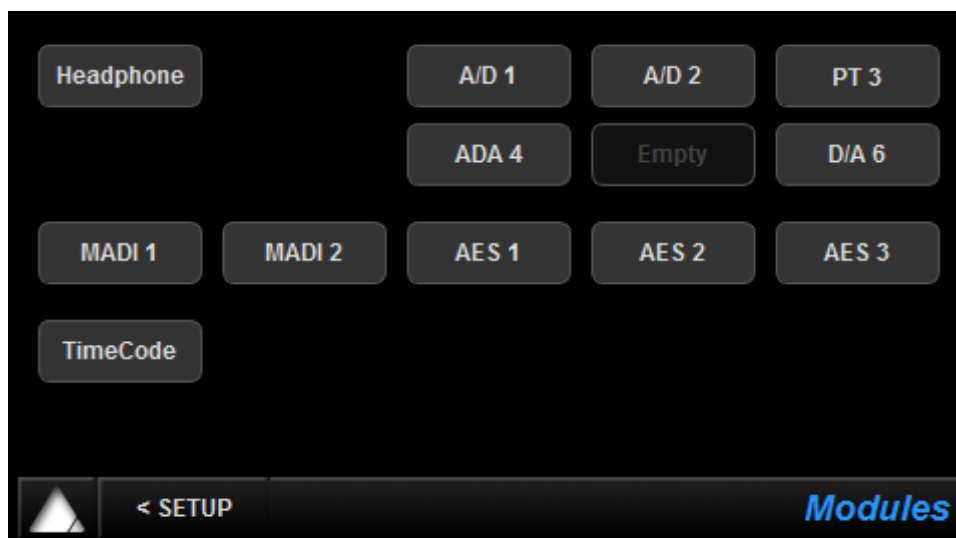 Headphone A/D 1 A/D 2 PT 3
ADA 4 Empty D/A 6
MADI 1 MADI 2 AES 1 AES 2 AES 3
TimeCode
< SETUP Modules